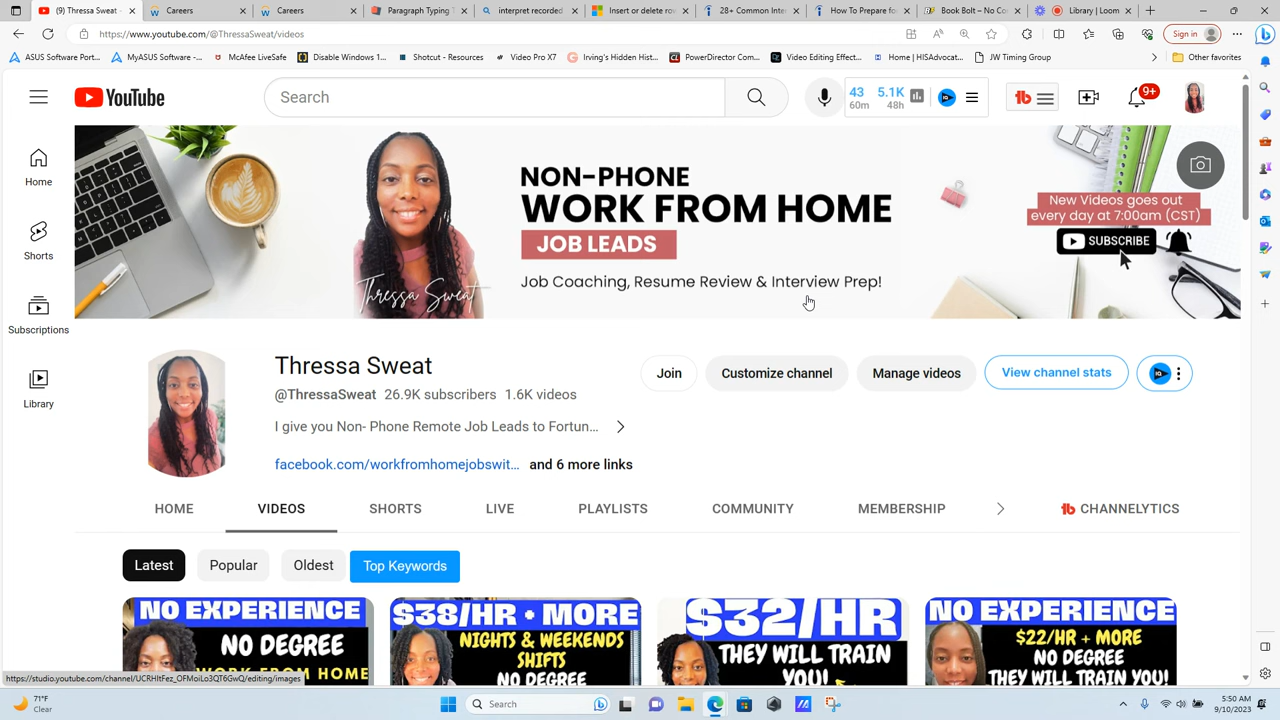 (9) Thressa Sweat -
Careers
Careers
Paragraph Typing
interpret recorded
Insert or delete ro
28+ Common Inte
How To Prepare fo
Book Bolt – No Co
Library | Loom
https://www.youtube.com/@ThressaSweat/videos
Sign in
ASUS Software Port...
MyASUS Software -...
McAfee LiveSafe
Disable Windows 1...
Shotcut - Resources
Video Pro X7
Irving's Hidden Hist...
PowerDirector Com...
Video Editing Effect...
Home | HISAdvocat...
JW Timing Group
Other favorites
YouTube
Search
43
60m
5.1K
48h
9+
Home
Shorts
Subscriptions
Library
NON-PHONE
WORK FROM HOME
JOB LEADS
Job Coaching, Resume Review & Interview Prep!
Thressa Sweat
New Videos goes out
every day at 7:00am (CST)
SUBSCRIBE
Thressa Sweat
@ThressaSweat 26.9K subscribers 1.6K videos
I give you Non- Phone Remote Job Leads to Fortun...
facebook.com/workfromhomejobswit... and 6 more links
Join
Customize channel
Manage videos
View channel stats
HOME
VIDEOS
SHORTS
LIVE
PLAYLISTS
COMMUNITY
MEMBERSHIP
CHANNELYTICS
Latest
Popular
Oldest
Top Keywords
NO EXPERIENCE
NO DEGREE
WORK FROM HOME
$38/HR + MORE
NIGHTS & WEEKENDS
SHIFTS
NO DEGREE
$32/HR
THEY WILL TRAIN
YOU!
NO EXPERIENCE
$22/HR + MORE
NO DEGREE
THEY WILL TRAIN YOU!
https://studio.youtube.com/channel/UCRHItFez_OFMoiLo3QT6GwQ/editing/images
71°F
Clear
Search
5:50 AM
9/10/2023